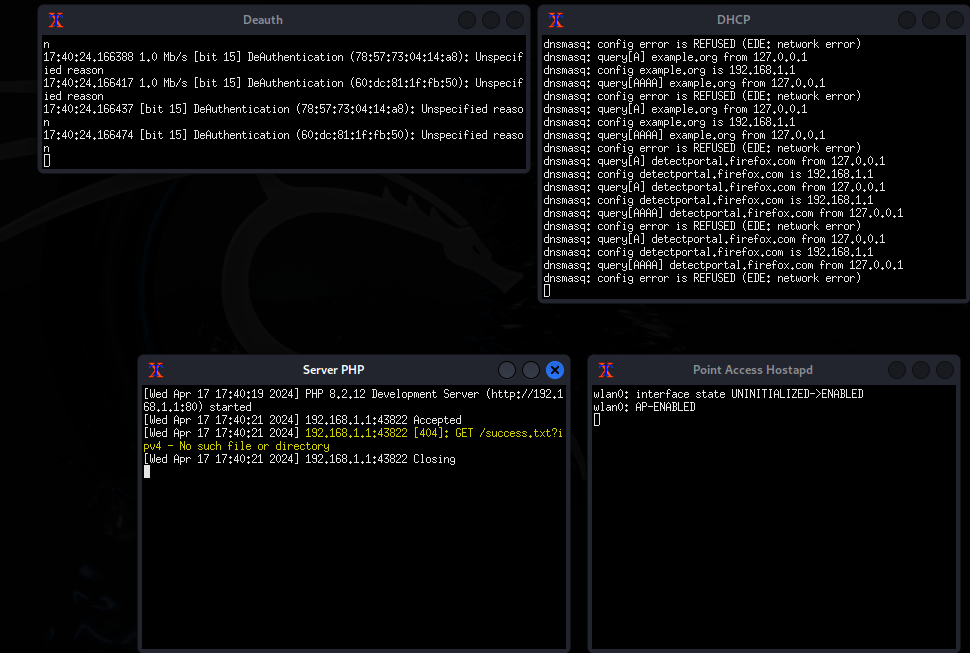 Deauth
n
17:40:24.166388 1.0 Mb/s [bit 15] DeAuthentication (78:57:73:04:14:a8): Unspecif
ied reason
17:40:24.166417 1.0 Mb/s [bit 15] DeAuthentication (60:dc:81:1f:fb:50): Unspecif
ied reason
17:40:24.166437 [bit 15] DeAuthentication (78:57:73:04:14:a8): Unspecified reaso
n
17:40:24.166474 [bit 15] DeAuthentication (60:dc:81:1f:fb:50): Unspecified reaso
n
DHCP
dnsmasq: config error is REFUSED (EDE: network error)
dnsmasq: query[A] example.org from 127.0.0.1
dnsmasq: config example.org is 192.168.1.1
dnsmasq: query[AAAA] example.org from 127.0.0.1
dnsmasq: config error is REFUSED (EDE: network error)
dnsmasq: query[A] example.org from 127.0.0.1
dnsmasq: config example.org is 192.168.1.1
dnsmasq: query[AAAA] example.org from 127.0.0.1
dnsmasq: config error is REFUSED (EDE: network error)
dnsmasq: query[A] detectportal.firefox.com from 127.0.0.1
dnsmasq: config detectportal.firefox.com is 192.168.1.1
dnsmasq: query[A] detectportal.firefox.com from 127.0.0.1
dnsmasq: config detectportal.firefox.com is 192.168.1.1
dnsmasq: query[AAAA] detectportal.firefox.com from 127.0.0.1
dnsmasq: config error is REFUSED (EDE: network error)
dnsmasq: query[A] detectportal.firefox.com from 127.0.0.1
dnsmasq: config detectportal.firefox.com is 192.168.1.1
dnsmasq: query[AAAA] detectportal.firefox.com from 127.0.0.1
dnsmasq: config error is REFUSED (EDE: network error)
Server PHP
[Wed Apr 17 17:40:19 2024] PHP 8.2.12 Development Server (http://192.1
68.1.1:80) started
[Wed Apr 17 17:40:21 2024] 192.168.1.1:43822 Accepted
[Wed Apr 17 17:40:21 2024] 192.168.1.1:43822 [404]: GET /success.txt?i
pv4 - No such file or directory
[Wed Apr 17 17:40:21 2024] 192.168.1.1:43822 Closing
Point Access Hostapd
wlan0: interface state UNINITIALIZED->ENABLED
wlan0: AP-ENABLED